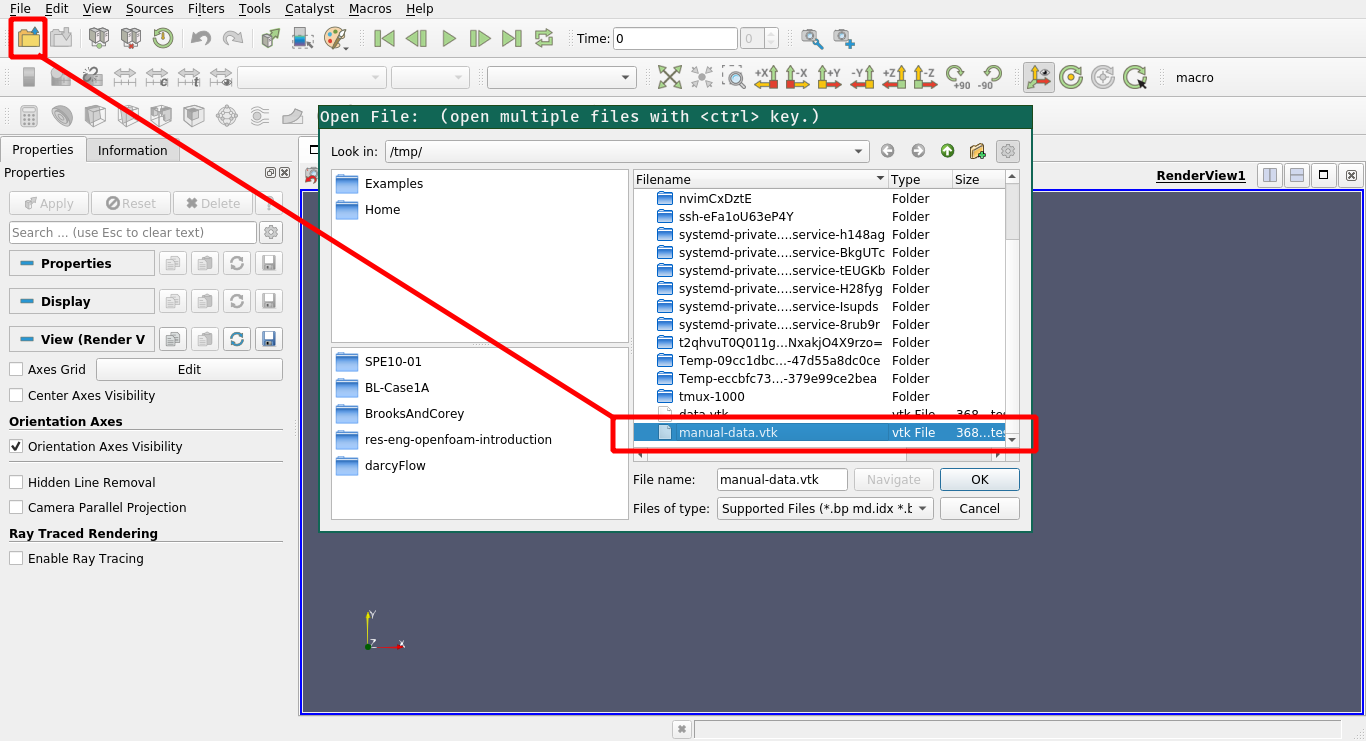 File Edit View Sources Filters Tools Catalyst Macros Help
Time: 0 0
+X -X +Y -Y +Z -Z +90 -90 macro
Open File: (open multiple files with <ctrl> key.)
Properties Information
Look in: /tmp/
Properties
RenderView1
Examples
Home
Filename Type Size
nvimCxDztE Folder
ssh-eFa1oU63eP4Y Folder
systemd-private....service-h148ag Folder
systemd-private....service-BkgUTc Folder
systemd-private....service-tEUGKb Folder
systemd-private....service-H28fyg Folder
systemd-private....service-Isupds Folder
systemd-private....service-8rub9r Folder
t2qhvuT0Q011g...NxakjO4X9rzo= Folder
Temp-09cc1dbc...-47d55a8dc0ce Folder
Temp-eccbfc73...-379e99ce2bea Folder
tmux-1000 Folder
data.vtk vtk File 368...tes
manual-data.vtk vtk File 368...tes
Apply Reset Delete ?
Search ... (use Esc to clear text)
Properties
Display
View (Render V
Axes Grid Edit
Center Axes Visibility
Orientation Axes
Orientation Axes Visibility
Hidden Line Removal
Camera Parallel Projection
Ray Traced Rendering
Enable Ray Tracing
SPE10-01
BL-Case1A
BrooksAndCorey
res-eng-openfoam-introduction
darcyFlow
File name: manual-data.vtk Navigate OK
Files of type: Supported Files (*.bp md.idx *.b Cancel
Y
Z X